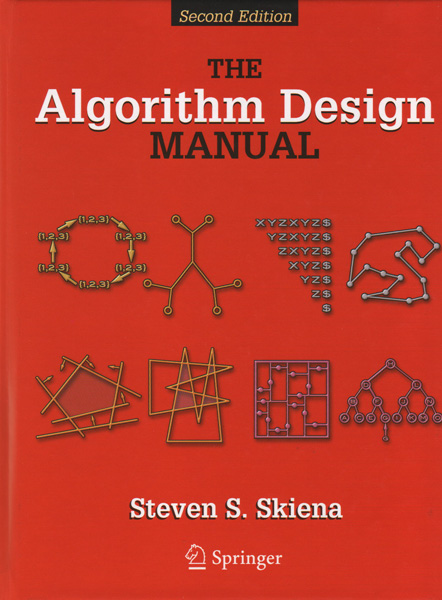 Second Edition
THE
Algorithm Design
MANUAL
{1,2,3}
{1,2,3} {1,2,3}
{1,2,3} {1,2,3}
{1,2,3}
XYZXYZ$
YZXYZ$
ZXYZ$
XYZ$
YZ$
Z$
$
Steven S. Skiena
Springer